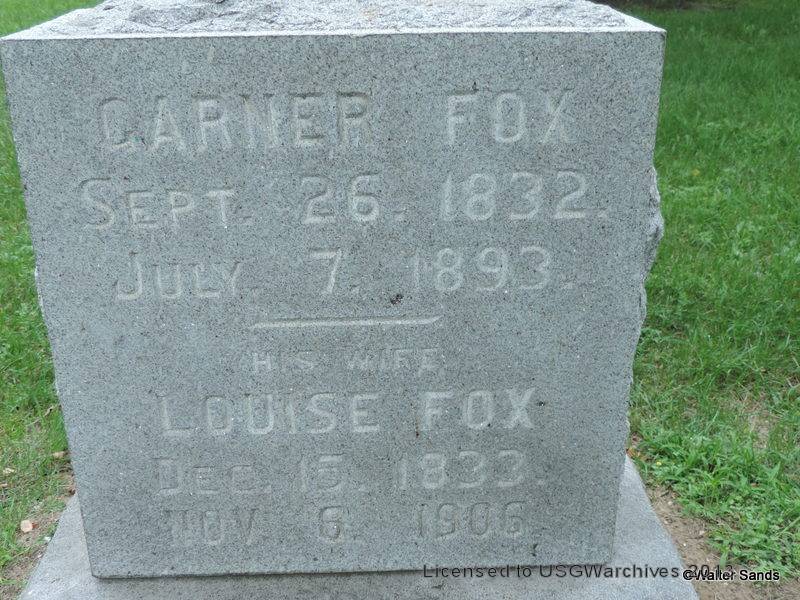 GARNER FOX
SEPT. 26. 1832.
JULY. 7. 1893.
HIS WIFE
LOUISE FOX
DEC. 15. 1833.
NOV 6. 1906
Licensed to USGWarchives 2013
©Walter Sands